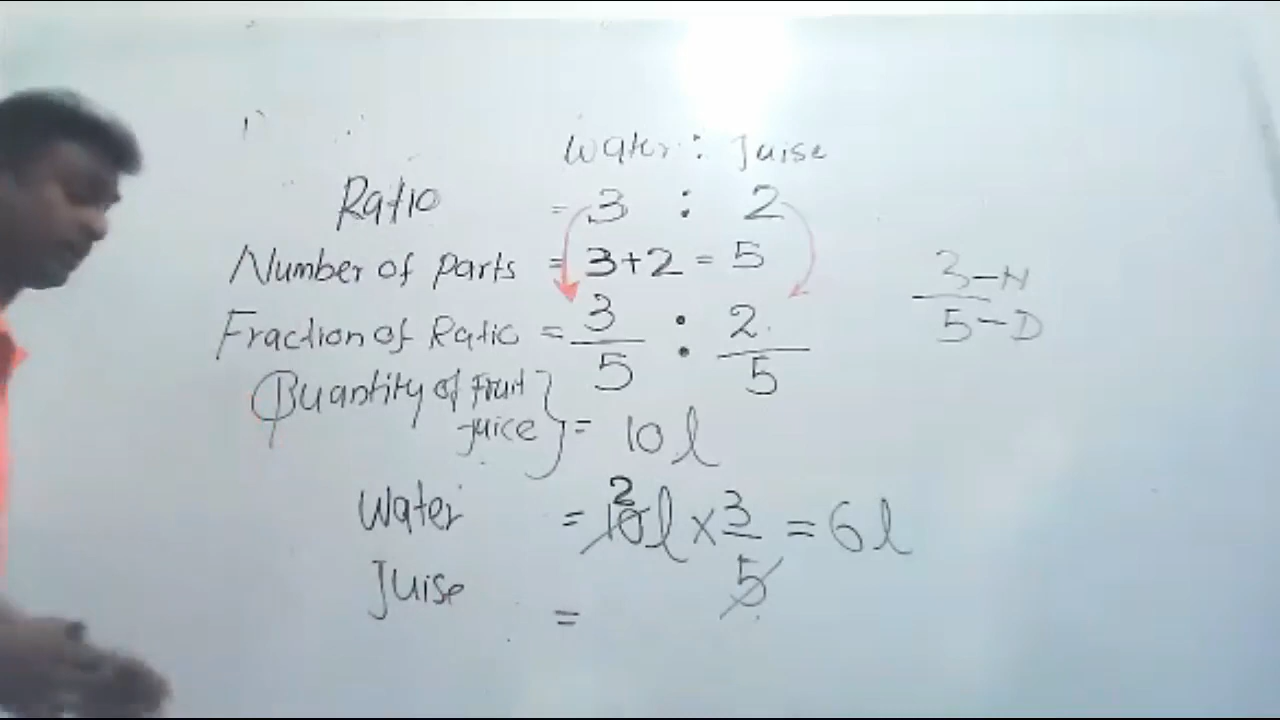 Water : Juise
Ratio = 3 : 2
Number of parts = 3+2 = 5
Fraction of Ratio = 3/5 : 2/5
3 - N
5 - D
Quantity of Fruit
Juice } = 10 l
Water = 10 l × 3/5 = 6 l
2
Juise =